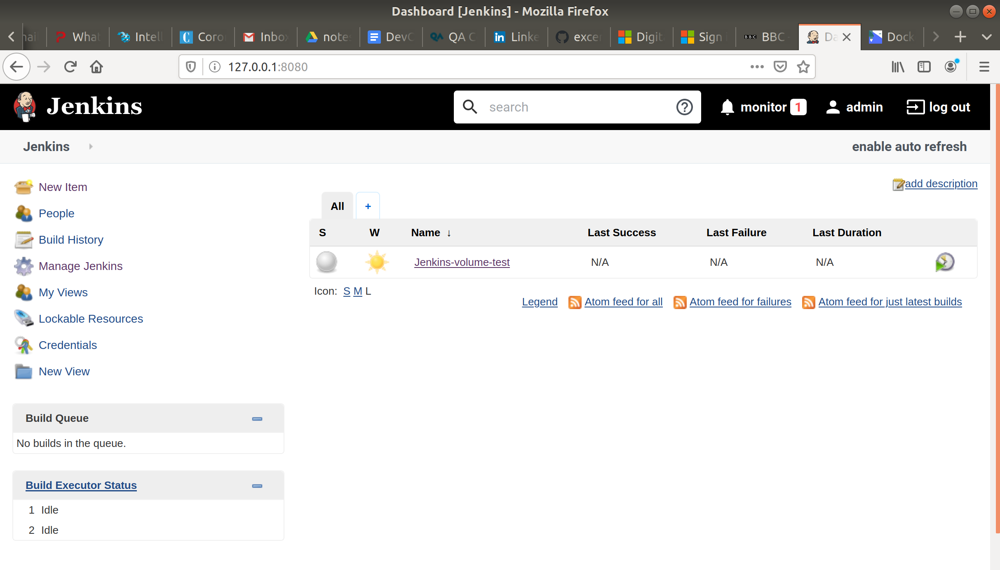 Dashboard [Jenkins] - Mozilla Firefox
What
Intell
Coro
Inbox
notes
DevO
QA C
Linke
excer
Digit
Sign i
BBC
BBC
Da
Dock
127.0.0.1:8080
Jenkins
search
monitor 1
admin
log out
Jenkins
enable auto refresh
New Item
People
Build History
Manage Jenkins
My Views
Lockable Resources
Credentials
New View
Build Queue
No builds in the queue.
Build Executor Status
1 Idle
2 Idle
add description
All +
S W Name ↓ Last Success Last Failure Last Duration
Jenkins-volume-test N/A N/A N/A
Icon: S M L
Legend Atom feed for all Atom feed for failures Atom feed for just latest builds